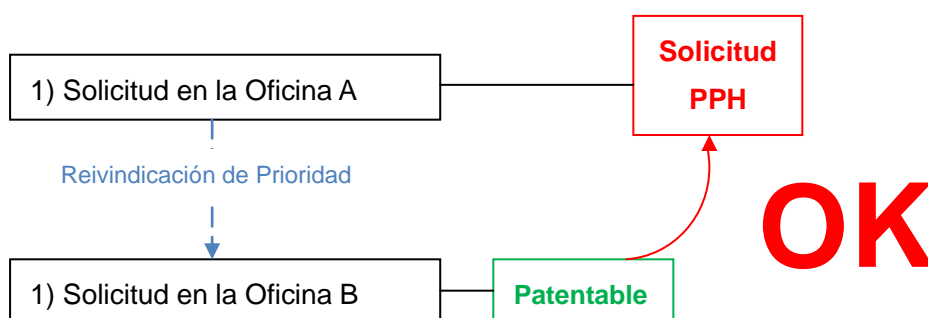 Solicitud
PPH
1) Solicitud en la Oficina A
Reivindicación de Prioridad
OK
1) Solicitud en la Oficina B
Patentable